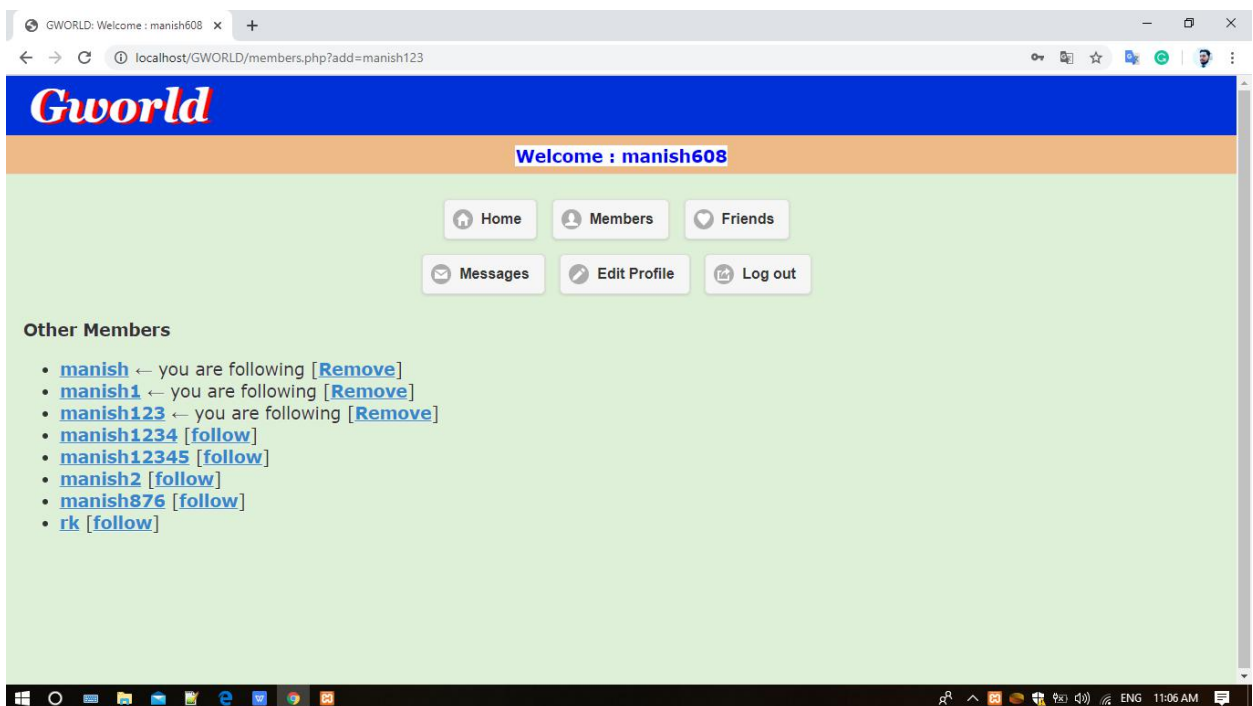 GWORLD: Welcome : manish608
localhost/GWORLD/members.php?add=manish123
Gworld
Welcome : manish608
Home Members Friends
Messages Edit Profile Log out
Other Members
• manish ← you are following [Remove]
• manish1 ← you are following [Remove]
• manish123 ← you are following [Remove]
• manish1234 [follow]
• manish12345 [follow]
• manish2 [follow]
• manish876 [follow]
• rk [follow]
ENG 11:06 AM